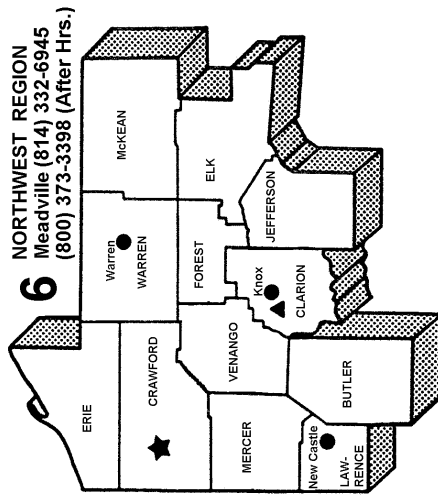 6
NORTHWEST REGION
Meadville (814) 332-6945
(800) 373-3398 (After Hrs.)
ERIE
CRAWFORD
Warren
WARREN
McKEAN
MERCER
VENANGO
FOREST
ELK
New Castle
LAW-
RENCE
BUTLER
Knox
CLARION
JEFFERSON